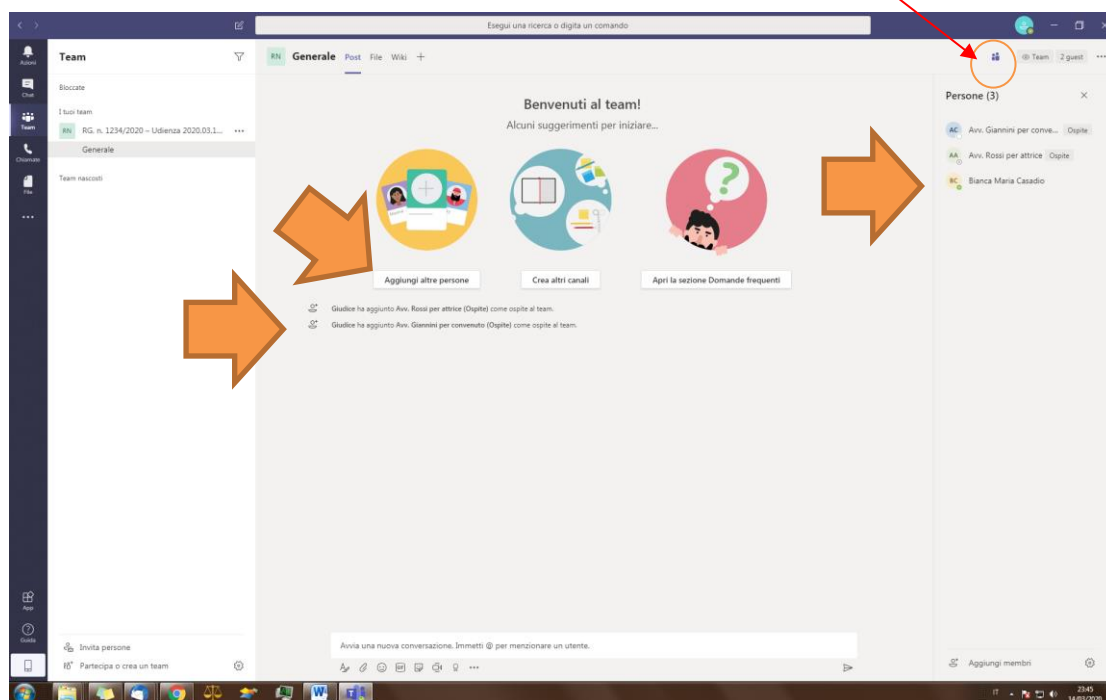 Esegui una ricerca o digita un comando
Azioni
Chat
Team
Chiamate
File
App
Guida
Team
Bloccate
I tuoi team
RN RG. n. 1234/2020 – Udienza 2020.03.1... ...
Generale
Team nascosti
Invita persone
Partecipa o crea un team
RN Generale Post File Wiki +
Team 2 guest ...
Benvenuti al team!
Alcuni suggerimenti per iniziare...
Aggiungi altre persone
Crea altri canali
Apri la sezione Domande frequenti
Giudice ha aggiunto Avv. Rossi per attrice (Ospite) come ospite al team.
Giudice ha aggiunto Avv. Giannini per convenuto (Ospite) come ospite al team.
Avvia una nuova conversazione. Immetti @ per menzionare un utente.
GIF
Persone (3)
AC Avv. Giannini per conve... Ospite
AA Avv. Rossi per attrice Ospite
BC Bianca Maria Casadio
Aggiungi membri
IT
23:45
14/03/2020